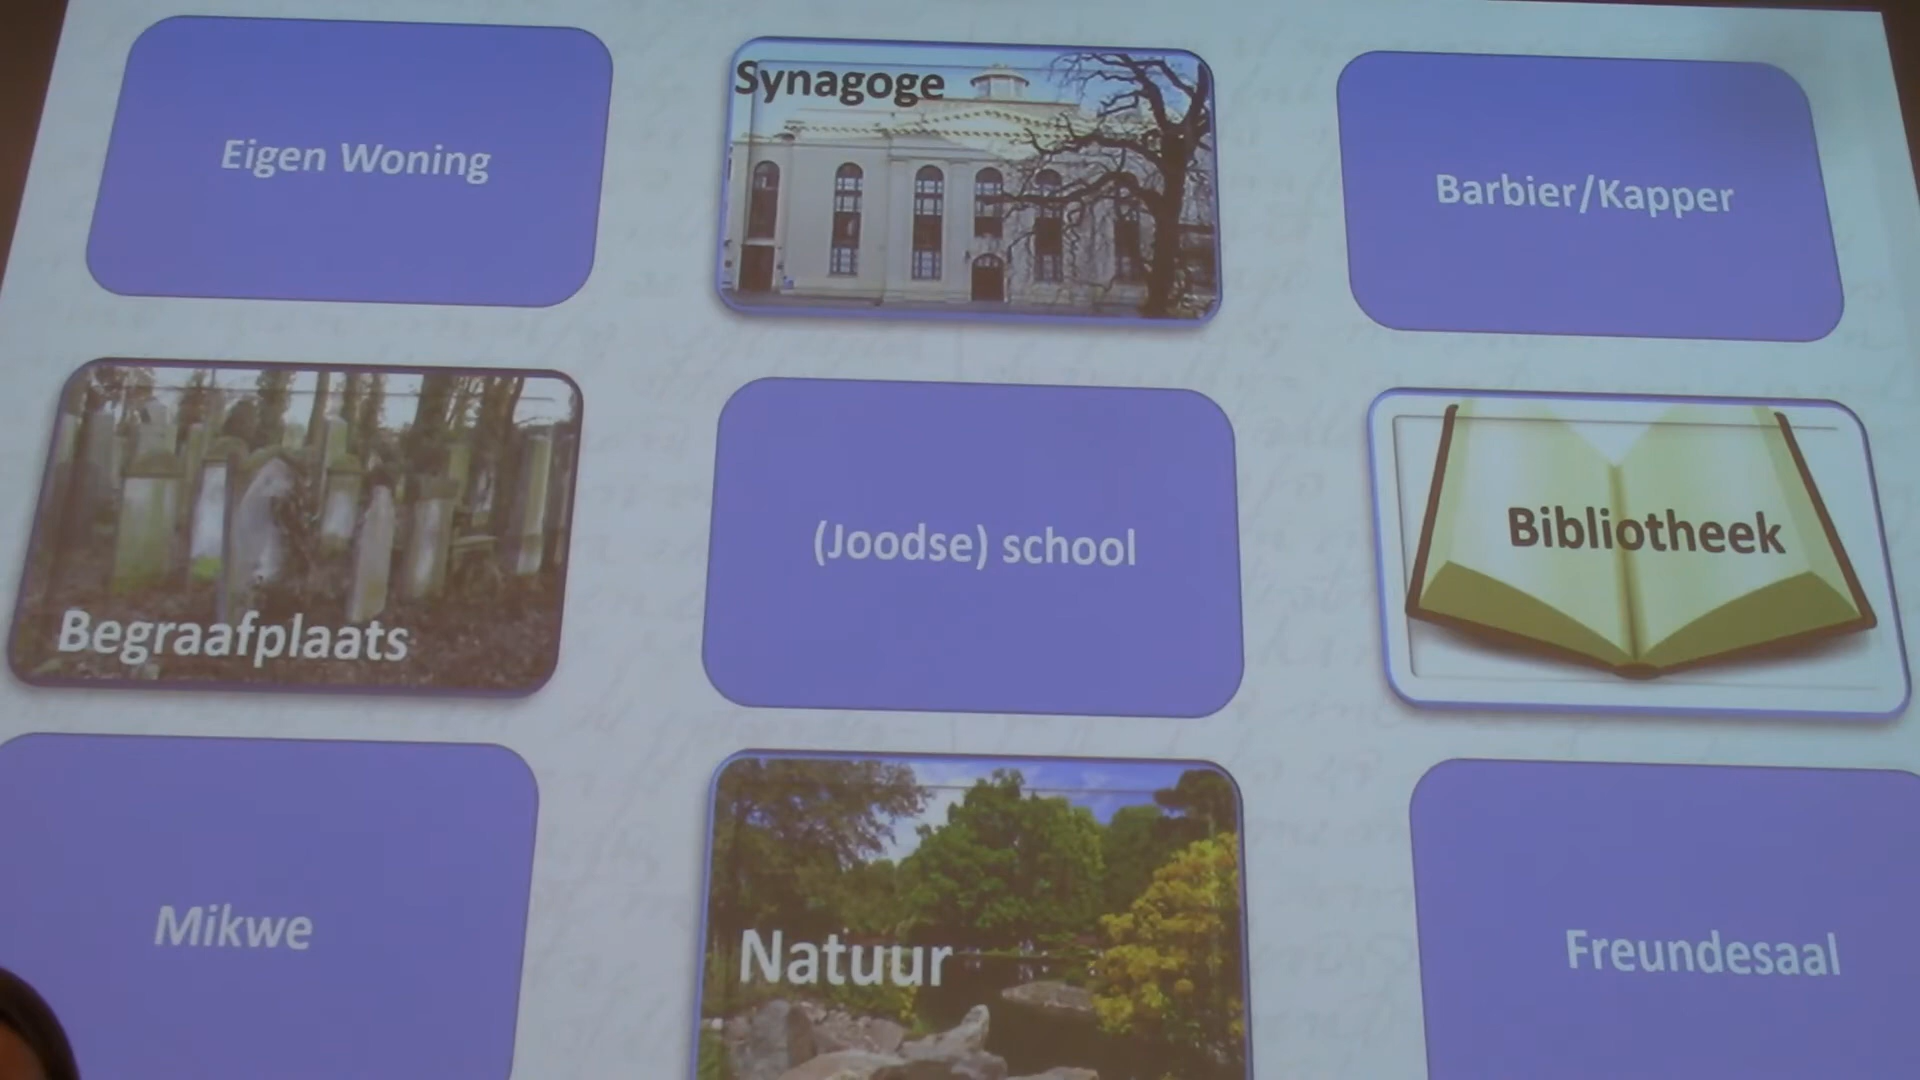 Eigen Woning
Synagoge
Barbier/Kapper
Begraafplaats
(Joodse) school
Bibliotheek
Mikwe
Natuur
Freundesaal